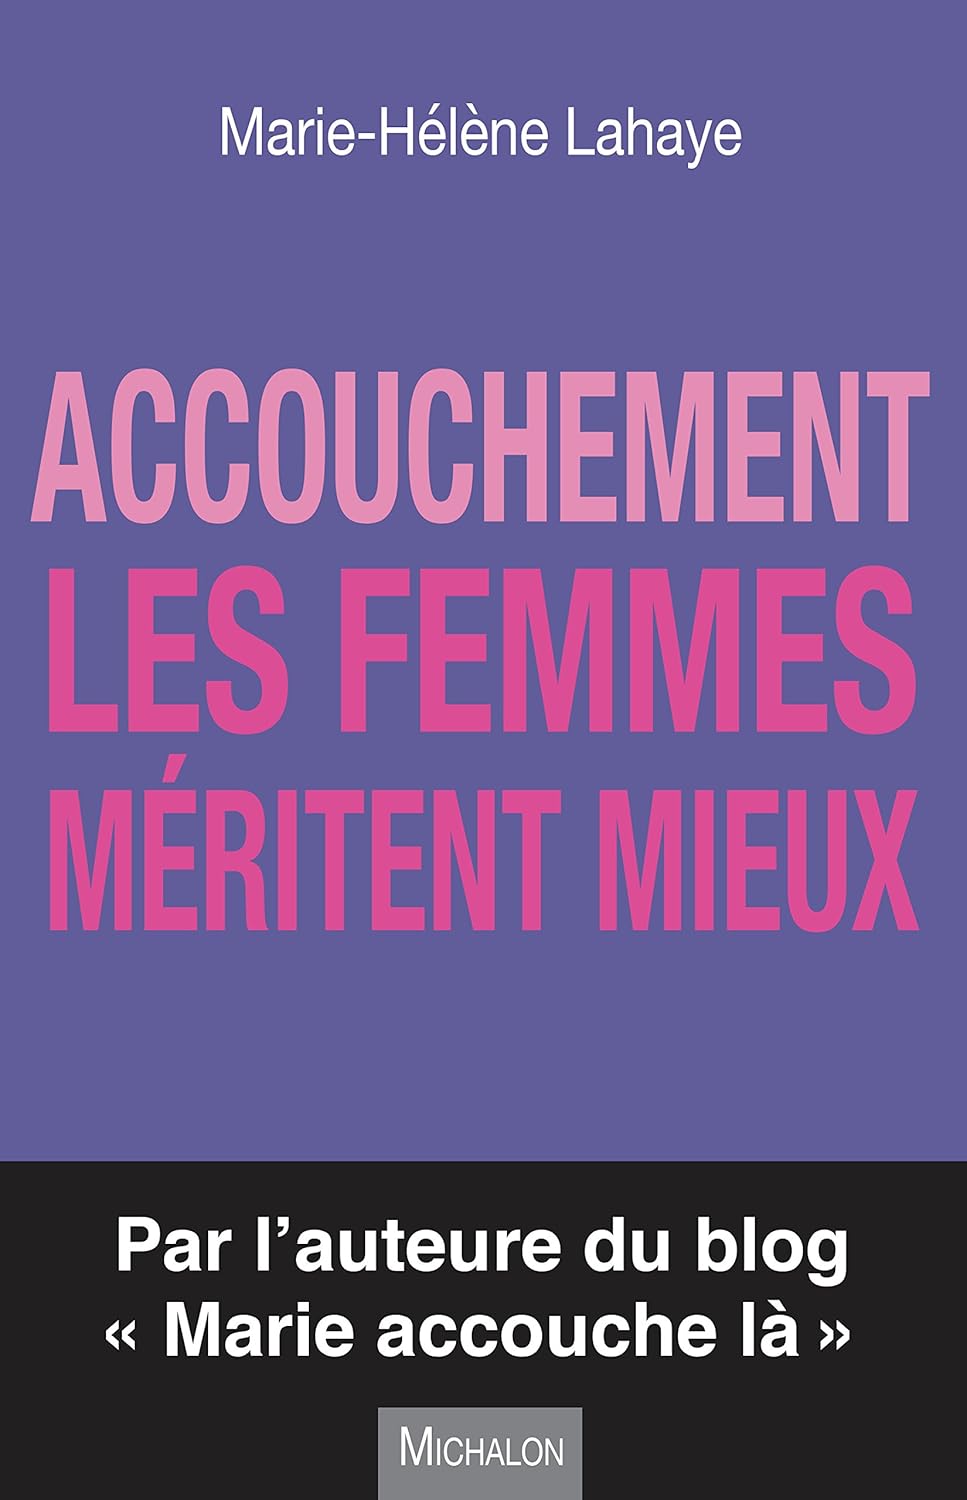 Marie-Hélène Lahaye
ACCOUCHEMENT
LES FEMMES
MÉRITENT MIEUX
Par l’auteure du blog
« Marie accouche là »
MICHALON